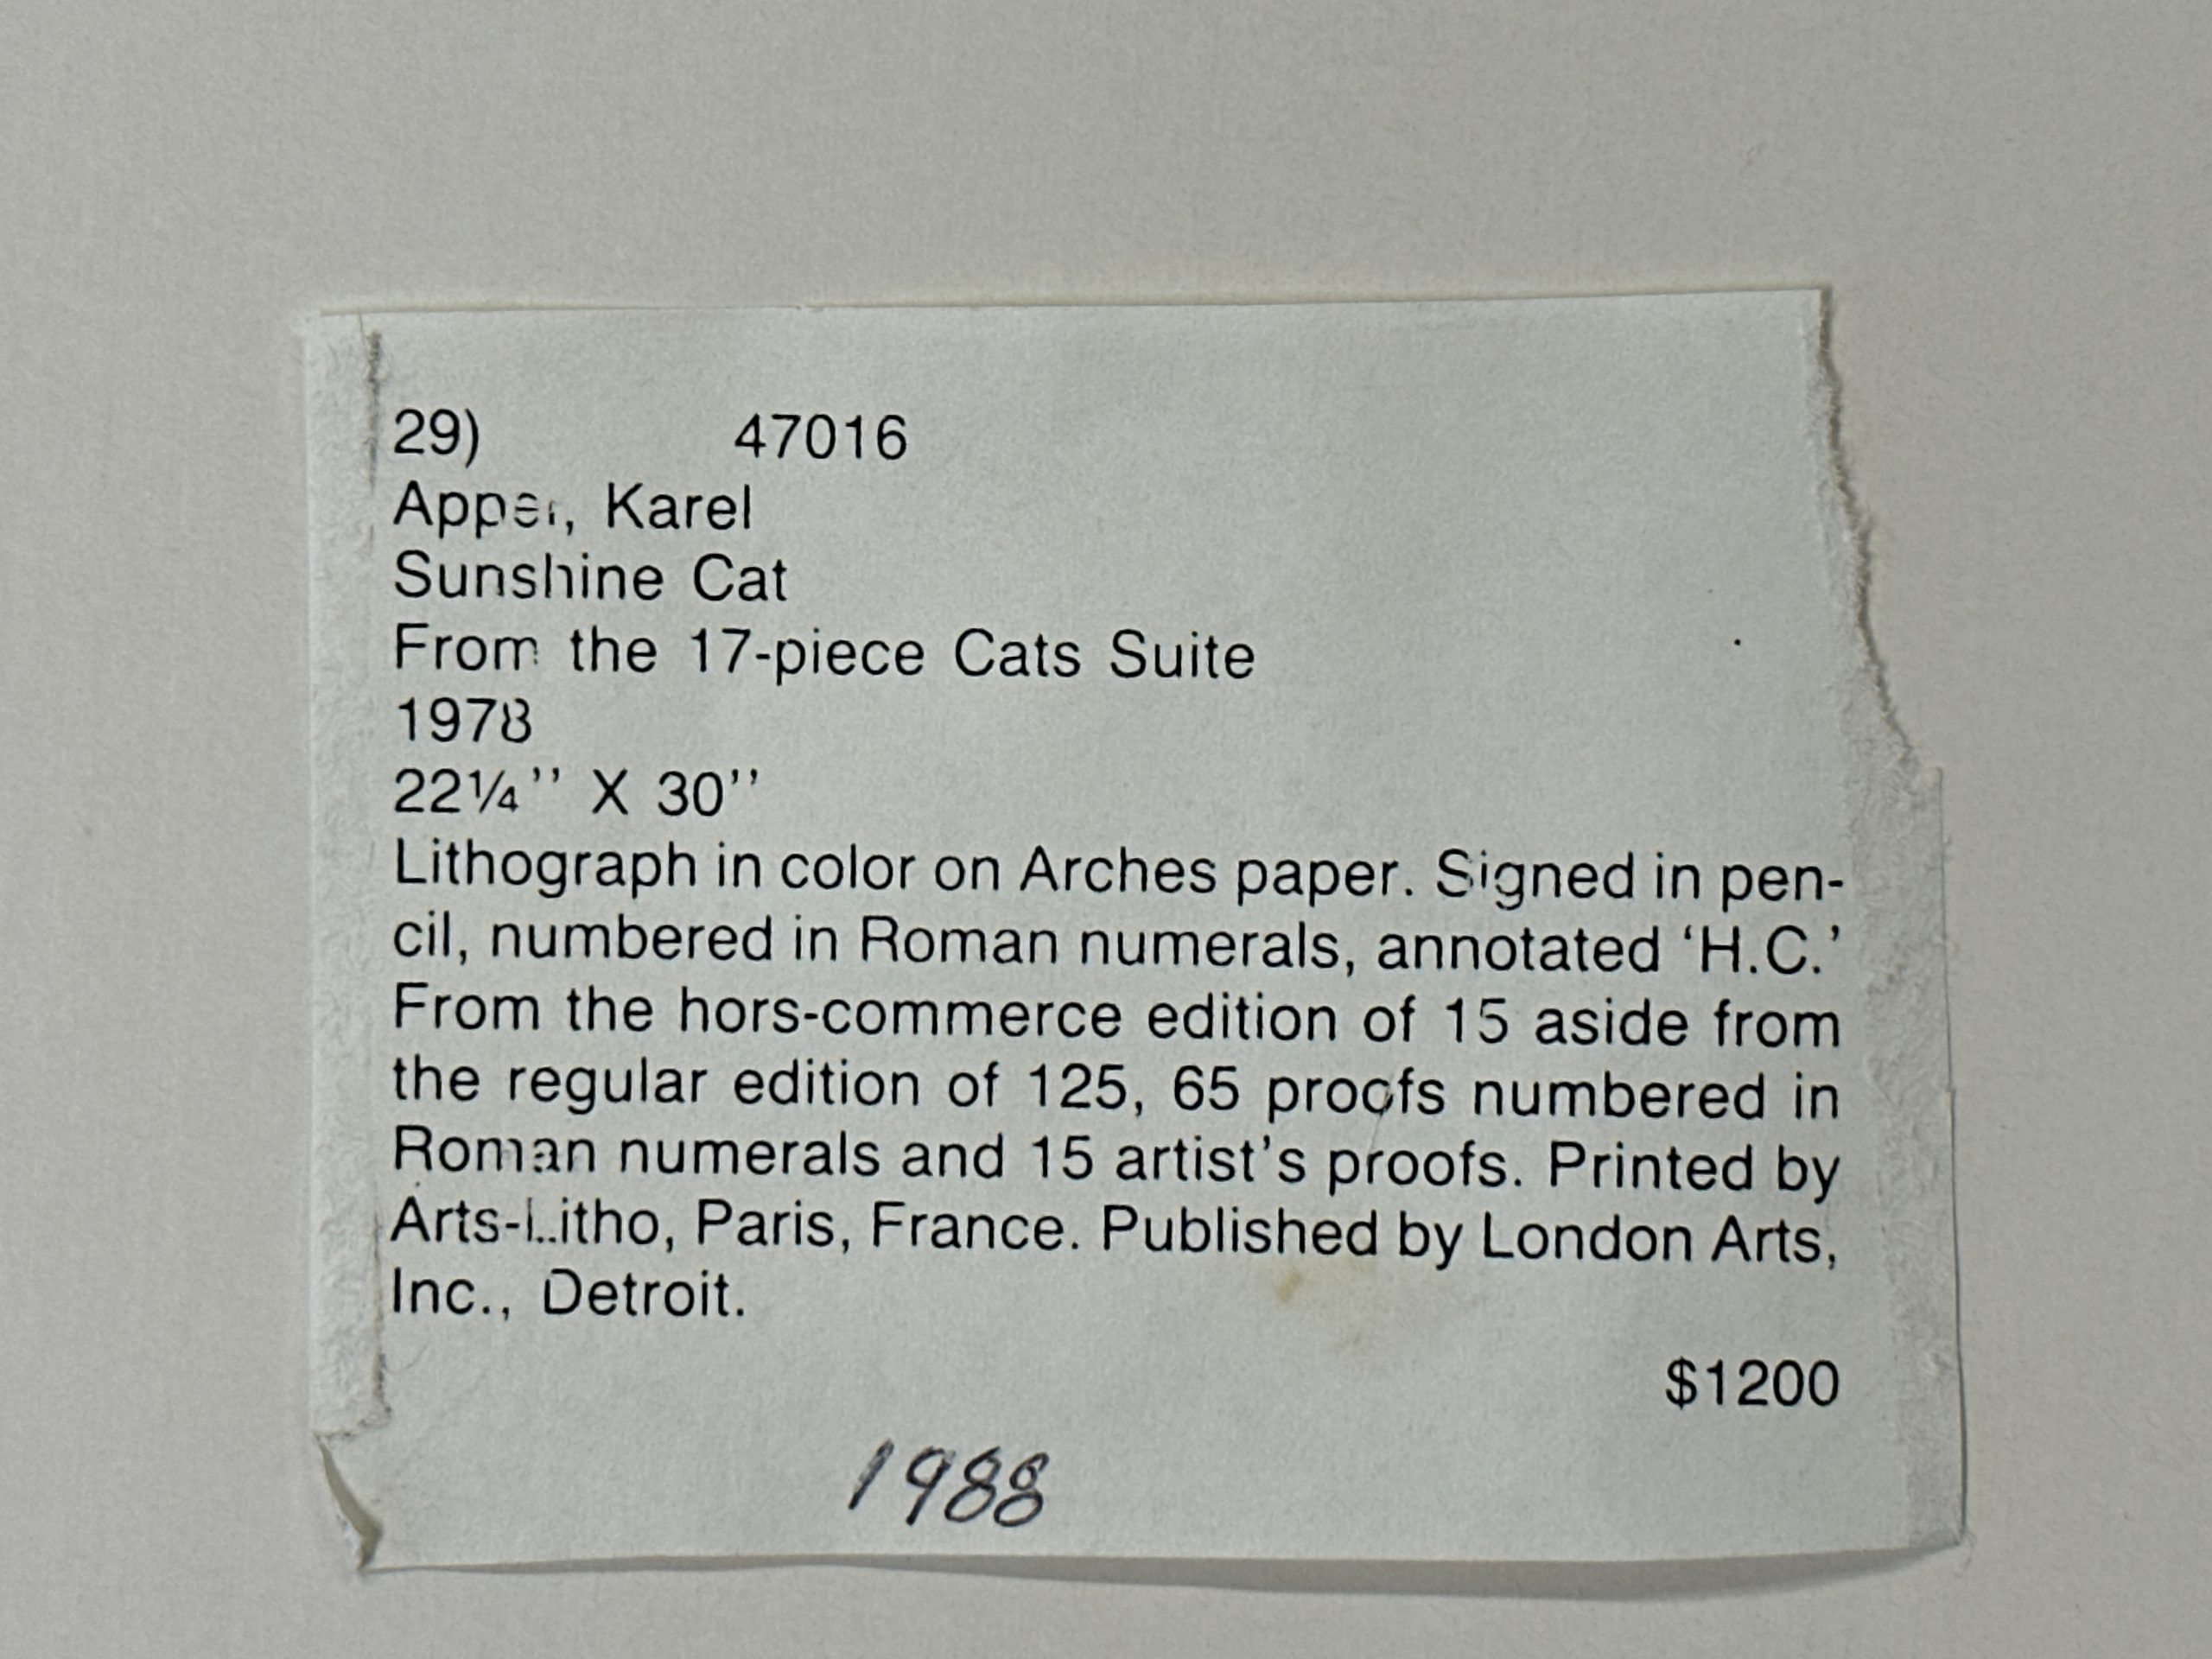 29) 47016
Appel, Karel
Sunshine Cat
From the 17-piece Cats Suite
1978
22¼'' X 30''
Lithograph in color on Arches paper. Signed in pen-
cil, numbered in Roman numerals, annotated ‘H.C.’
From the hors-commerce edition of 15 aside from
the regular edition of 125, 65 proofs numbered in
Roman numerals and 15 artist’s proofs. Printed by
Arts-Litho, Paris, France. Published by London Arts,
Inc., Detroit.
$1200
1988